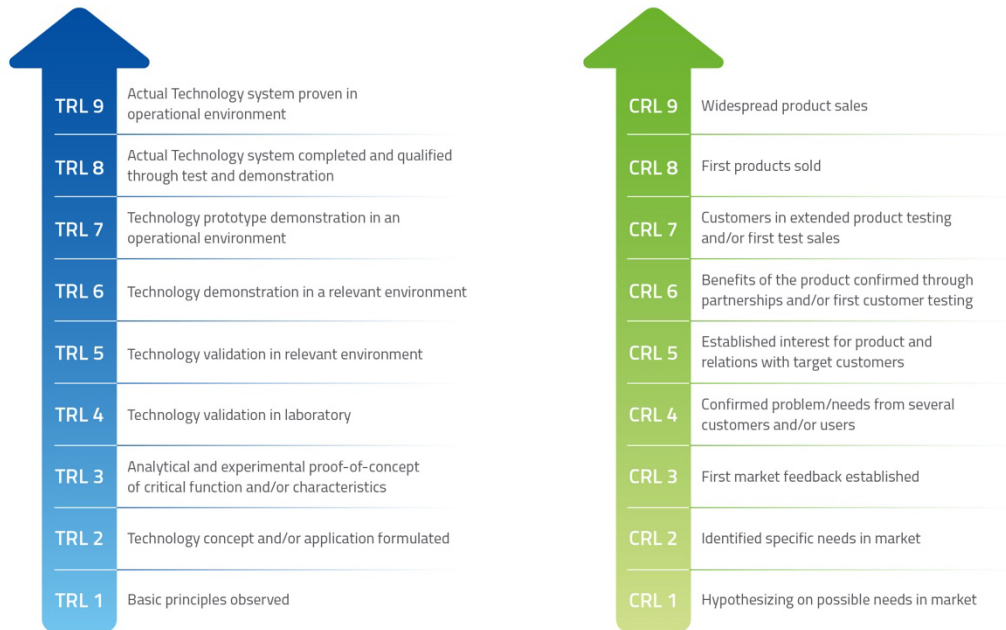 TRL 9
Actual Technology system proven in
operational environment
TRL 8
Actual Technology system completed and qualified
through test and demonstration
TRL 7
Technology prototype demonstration in an
operational environment
TRL 6
Technology demonstration in a relevant environment
TRL 5
Technology validation in relevant environment
TRL 4
Technology validation in laboratory
TRL 3
Analytical and experimental proof-of-concept
of critical function and/or characteristics
TRL 2
Technology concept and/or application formulated
TRL 1
Basic principles observed
CRL 9
Widespread product sales
CRL 8
First products sold
CRL 7
Customers in extended product testing
and/or first test sales
CRL 6
Benefits of the product confirmed through
partnerships and/or first customer testing
CRL 5
Established interest for product and
relations with target customers
CRL 4
Confirmed problem/needs from several
customers and/or users
CRL 3
First market feedback established
CRL 2
Identified specific needs in market
CRL 1
Hypothesizing on possible needs in market